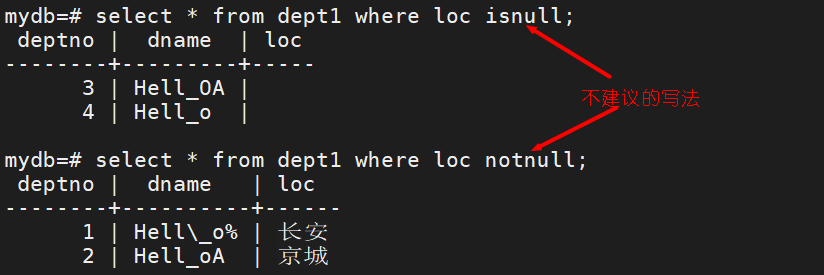 mydb=# select * from dept1 where loc isnull;
 deptno |  dname  | loc
--------+---------+-----
      3 | Hell_OA |
      4 | Hell_o  |
不建议的写法
mydb=# select * from dept1 where loc notnull;
 deptno |  dname   | loc
--------+----------+------
      1 | Hell\_o% | 长安
      2 | Hell_oA  | 京城